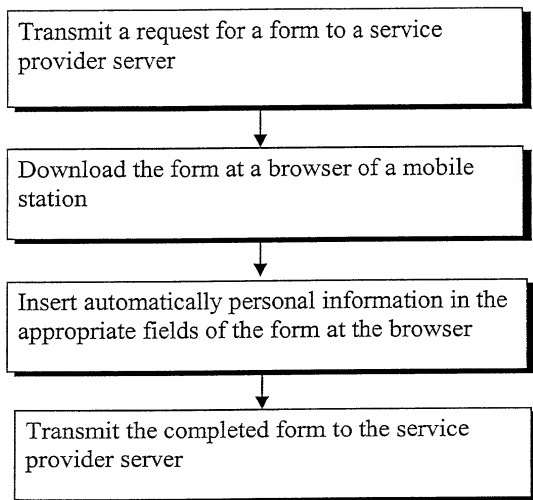 Transmit a request for a form to a service
provider server
Download the form at a browser of a mobile
station
Insert automatically personal information in the
appropriate fields of the form at the browser
Transmit the completed form to the service
provider server